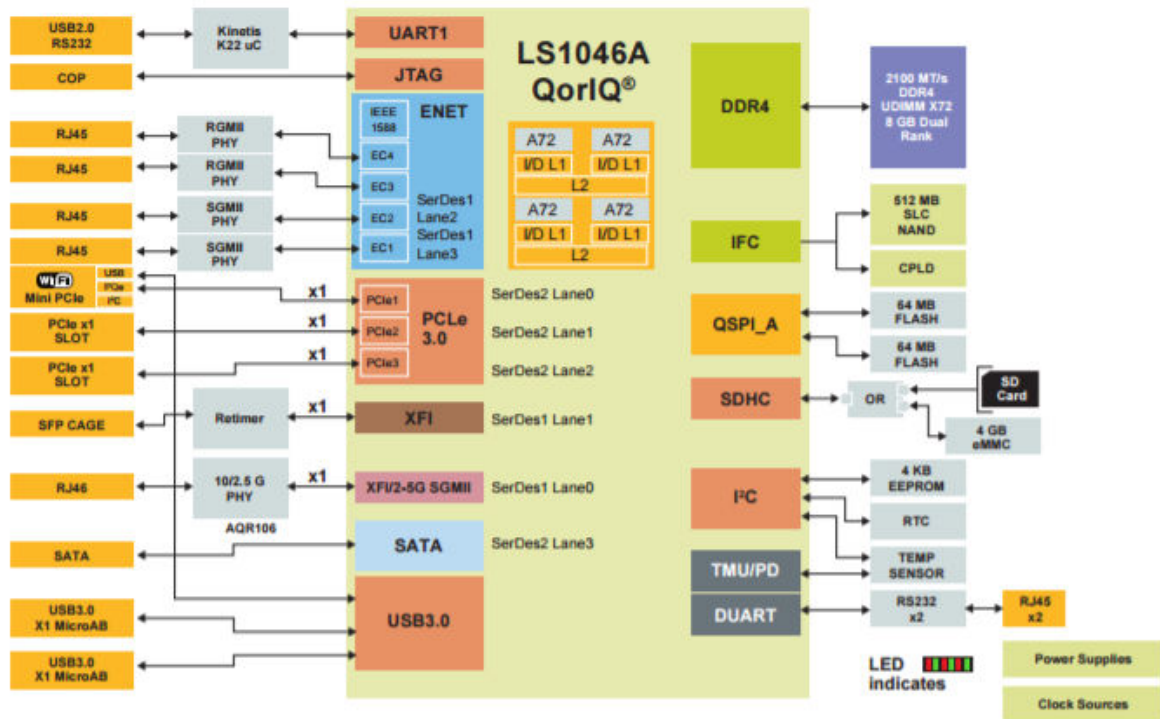 USB2.0
RS232
Kinetis
K22 uC
UART1
COP
JTAG
LS1046A
QorIQ®
IEEE
1588
ENET
RJ45
RGMII
PHY
EC4
RJ45
RGMII
PHY
EC3
RJ45
SGMII
PHY
EC2
SerDes1
Lane2
RJ45
SGMII
PHY
EC1
SerDes1
Lane3
A72
A72
I/D L1
I/D L1
L2
A72
A72
I/D L1
I/D L1
L2
WiFi
Mini PCIe
USB
PCIe
I²C
x1
PCIe1
PCLe
3.0
SerDes2 Lane0
PCIe x1
SLOT
x1
PCIe2
SerDes2 Lane1
PCIe x1
SLOT
x1
PCIe3
SerDes2 Lane2
SFP CAGE
Retimer
x1
XFI
SerDes1 Lane1
RJ46
10/2.5 G
PHY
AQR106
x1
XFI/2-5G SGMII
SerDes1 Lane0
SATA
SATA
SerDes2 Lane3
USB3.0
X1 MicroAB
USB3.0
X1 MicroAB
USB3.0
DDR4
2100 MT/s
DDR4
UDIMM X72
8 GB Dual
Rank
IFC
512 MB
SLC
NAND
CPLD
QSPI_A
64 MB
FLASH
64 MB
FLASH
SDHC
OR
SD
Card
4 GB
eMMC
I²C
4 KB
EEPROM
RTC
TEMP
SENSOR
TMU/PD
DUART
RS232
x2
RJ45
x2
LED
indicates
Power Supplies
Clock Sources